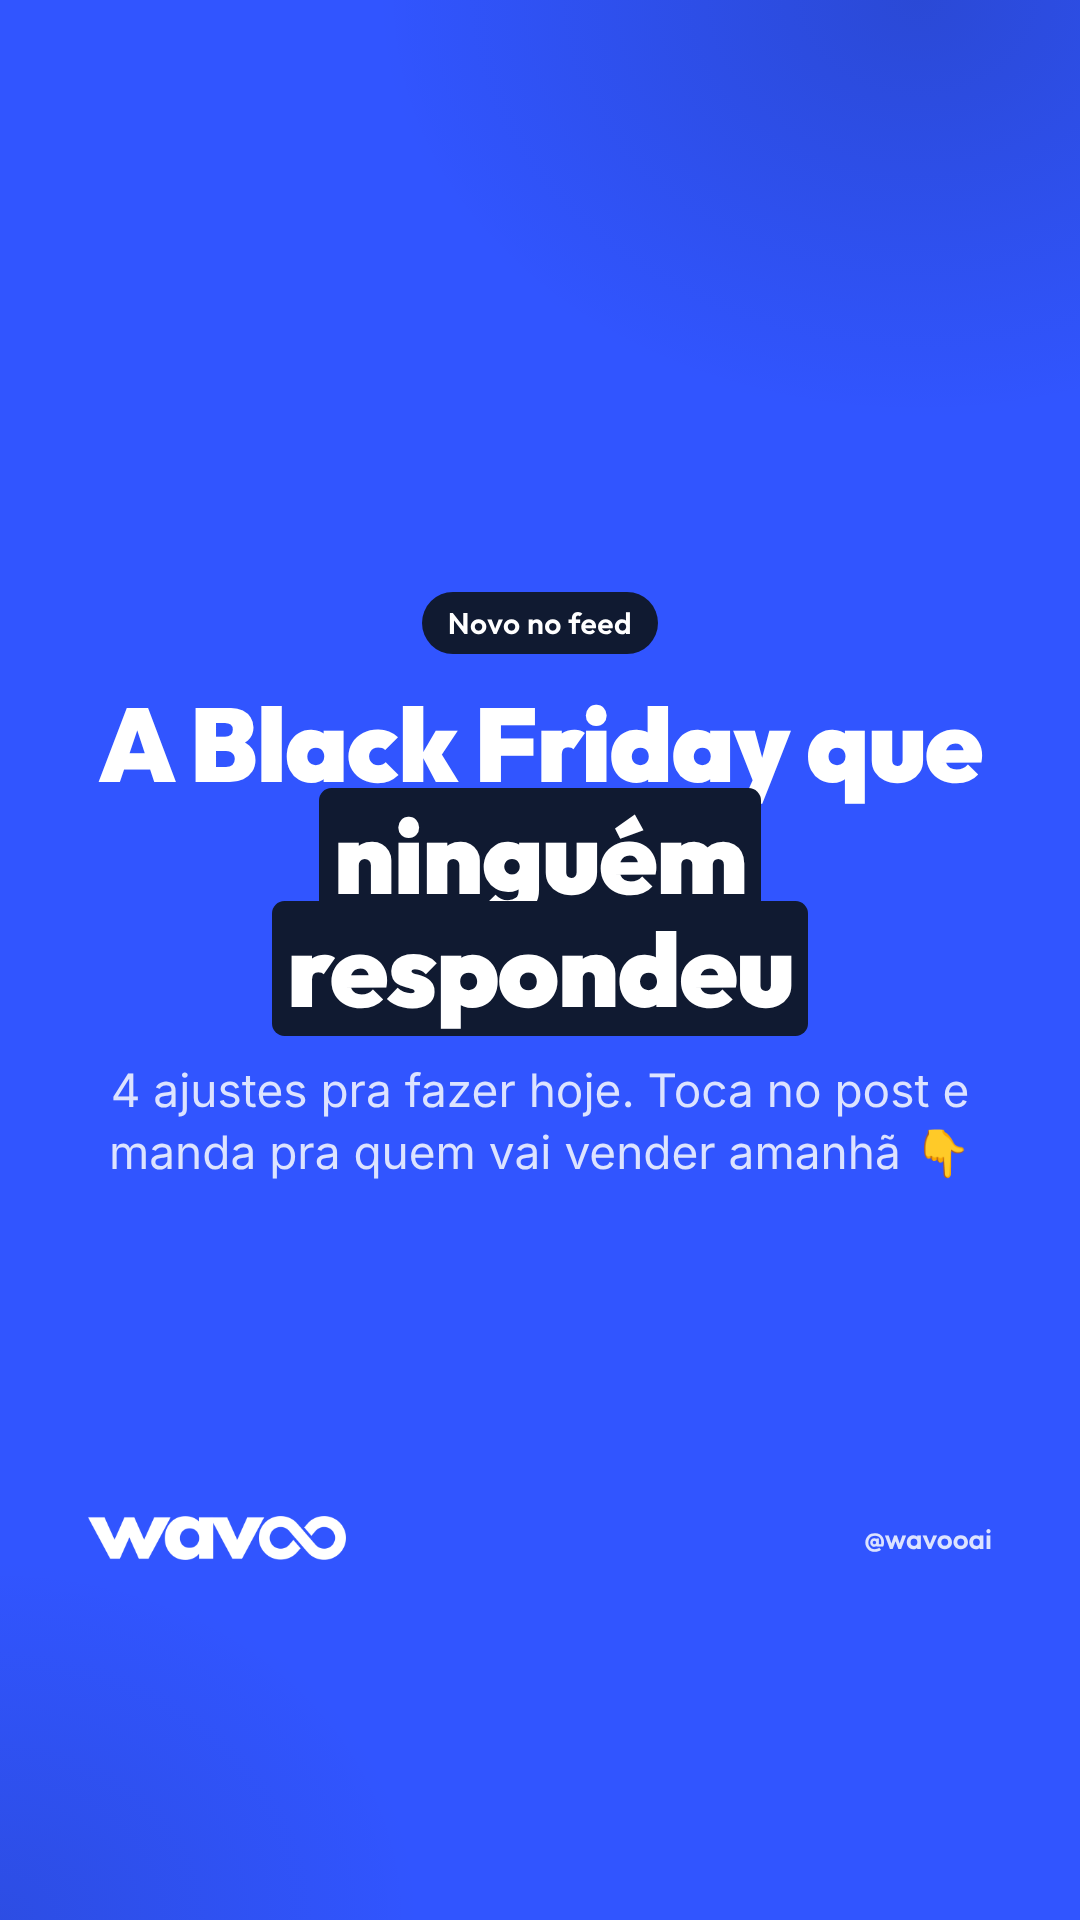 Novo no feed
A Black Friday que
ninguém
respondeu
4 ajustes pra fazer hoje. Toca no post e
manda pra quem vai vender amanhã 👇
wavoo
@wavooai